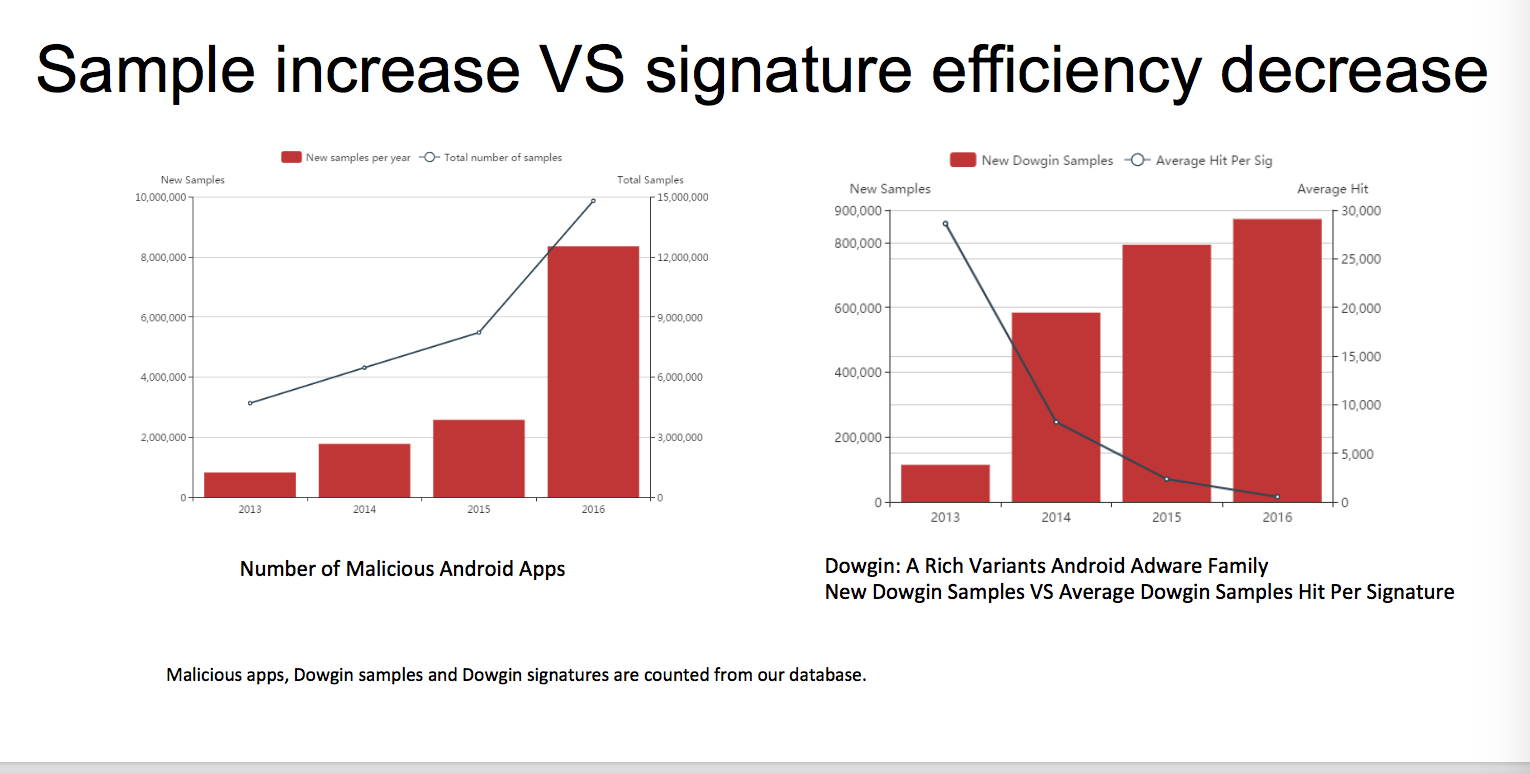 Sample increase VS signature efficiency decrease
New samples per year Total number of samples
New Samples Total Samples
10,000,000 15,000,000
8,000,000 12,000,000
6,000,000 9,000,000
4,000,000 6,000,000
2,000,000 3,000,000
0 0
2013 2014 2015 2016
Number of Malicious Android Apps
New Dowgin Samples Average Hit Per Sig
New Samples Average Hit
900,000 30,000
800,000
25,000
600,000 20,000
15,000
400,000
10,000
200,000
5,000
0 0
2013 2014 2015 2016
Dowgin: A Rich Variants Android Adware Family
New Dowgin Samples VS Average Dowgin Samples Hit Per Signature
Malicious apps, Dowgin samples and Dowgin signatures are counted from our database.